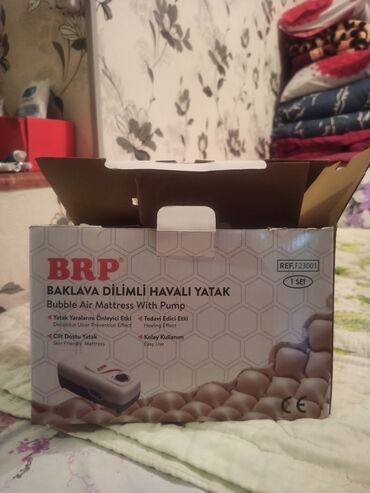 BRP®
REF.F23001
1 SET
BAKLAVA DİLİMLİ HAVALI YATAK
Bubble Air Mattress With Pump
Yatak Yaralarını Önleyici Etki
Decubitus Ulcer Prevention Effect
Tedavi Edici Etki
Healing Effect
Cilt Dostu Yatak
Skin Friendly Mattress
Kolay Kullanım
Easy Use
CE